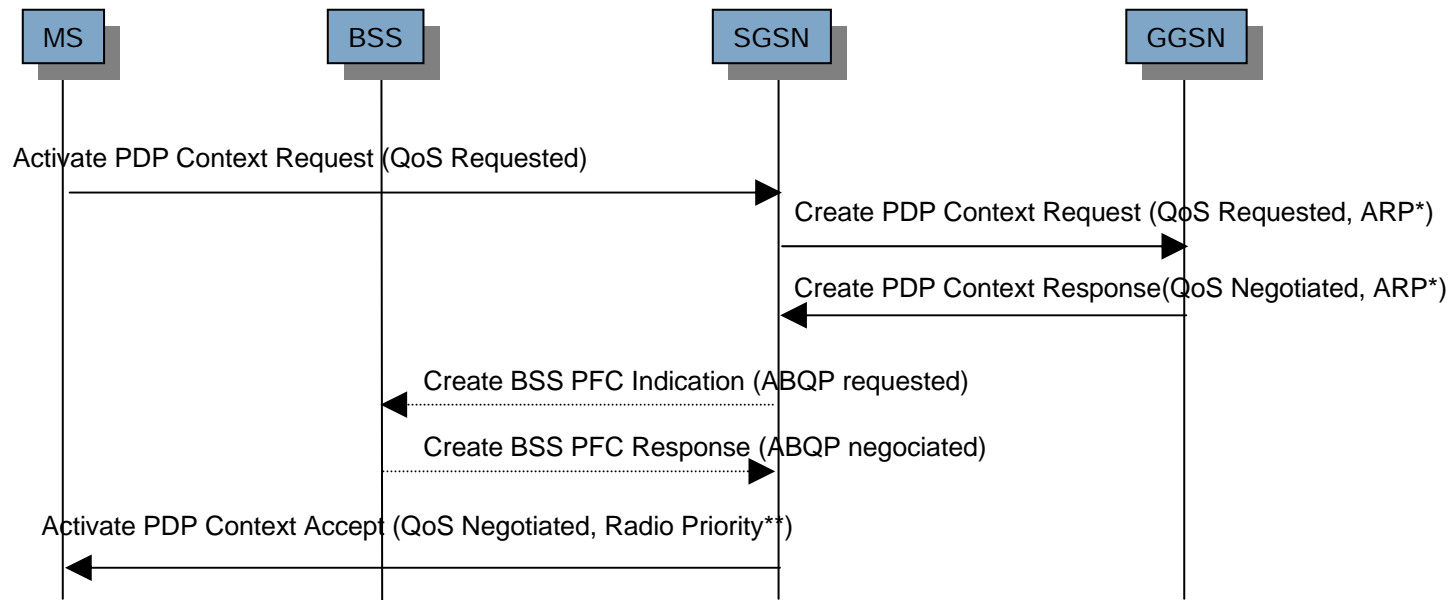 MS
BSS
SGSN
GGSN
Activate PDP Context Request (QoS Requested)
Create PDP Context Request (QoS Requested, ARP*)
Create PDP Context Response(QoS Negotiated, ARP*)
Create BSS PFC Indication (ABQP requested)
Create BSS PFC Response (ABQP negociated)
Activate PDP Context Accept (QoS Negotiated, Radio Priority**)